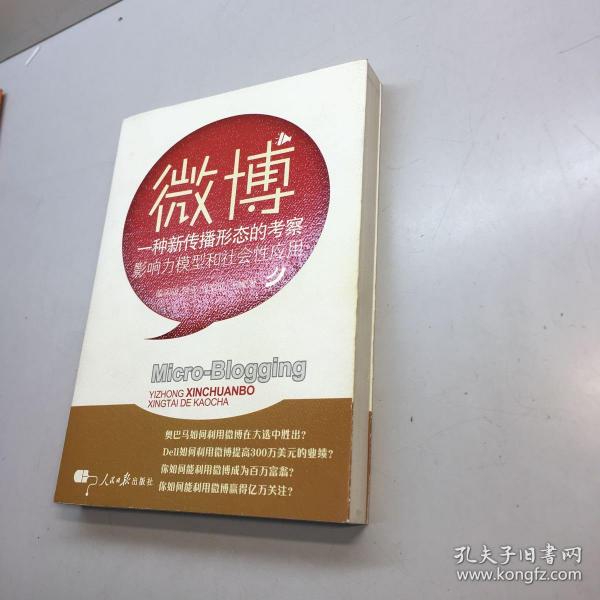 微博
一种新传播形态的考察
影响力模型和社会性应用
Micro-Blogging
YIZHONG XINCHUANBO
XINGTAI DE KAOCHA
奥巴马如何利用微博在大选中胜出?
Dell如何利用微博提高300万美元的业绩?
你如何能利用微博成为百万富翁?
你如何能利用微博赢得亿万关注?
人民日报出版社
孔夫子旧书网
www.kongfz.com